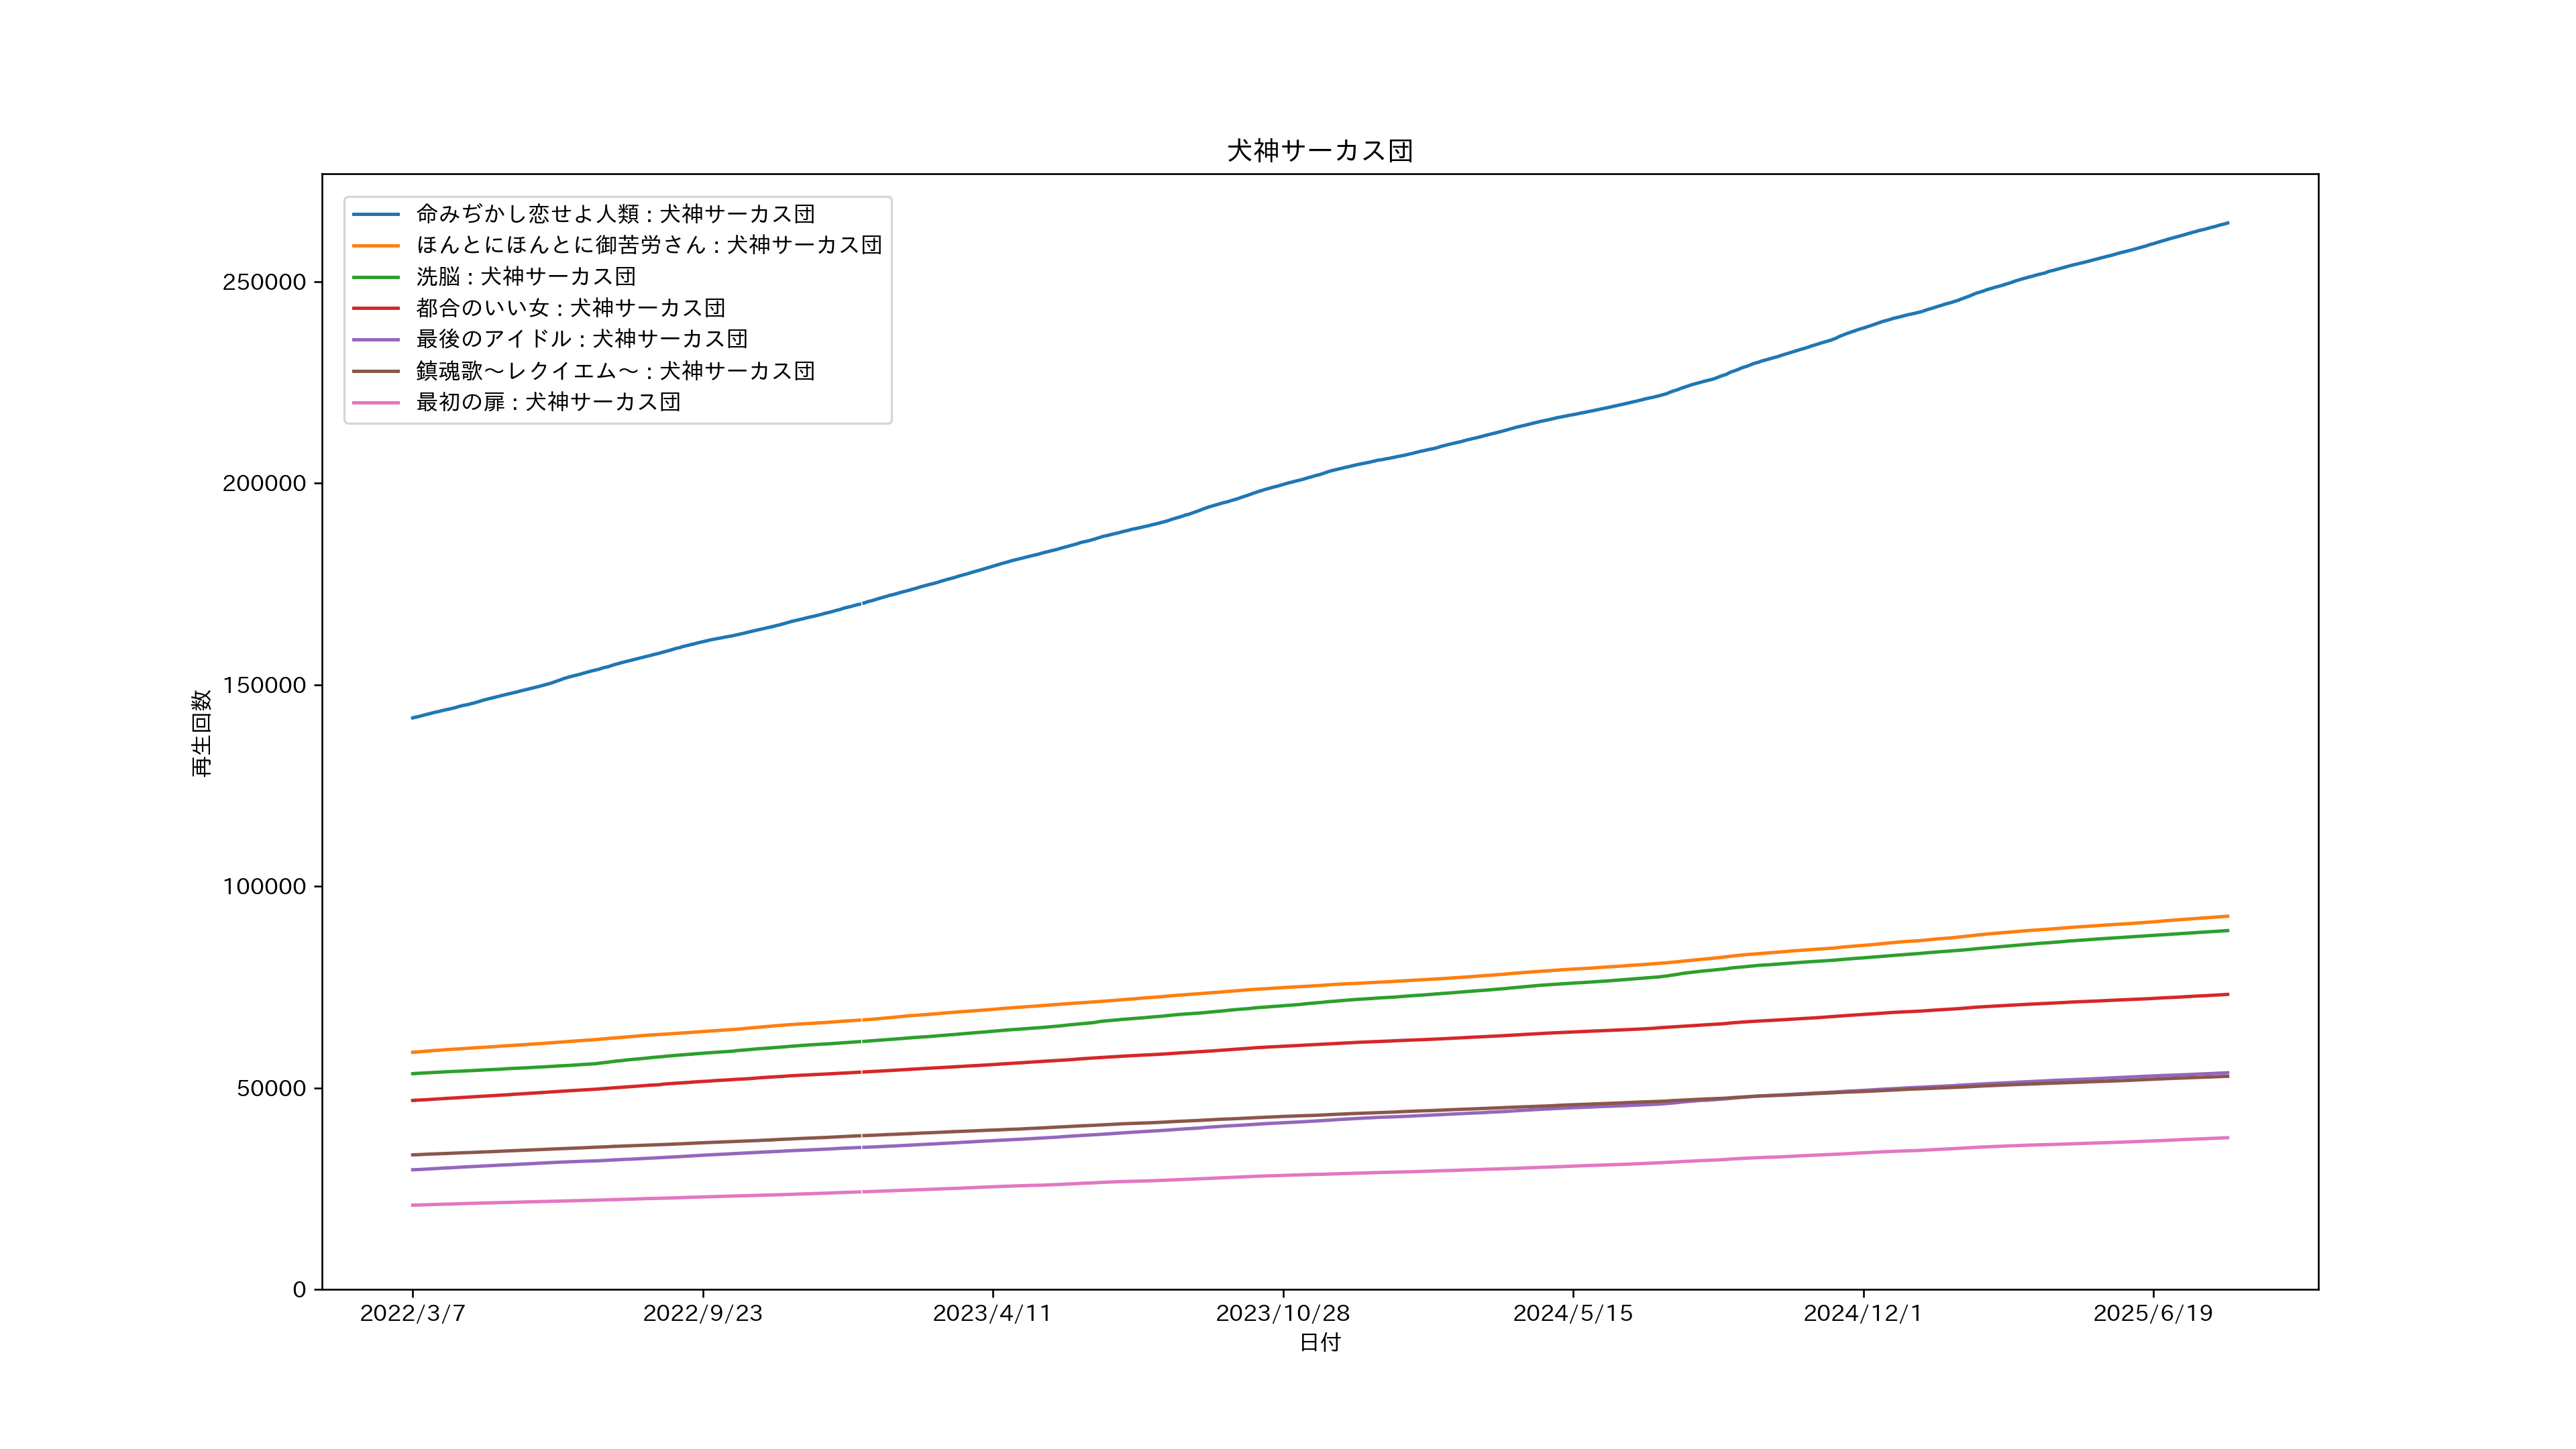 犬神サーカス団
命みぢかし恋せよ人類 : 犬神サーカス団
ほんとにほんとに御苦労さん : 犬神サーカス団
洗脳 : 犬神サーカス団
都合のいい女 : 犬神サーカス団
最後のアイドル : 犬神サーカス団
鎮魂歌～レクイエム～ : 犬神サーカス団
最初の扉 : 犬神サーカス団
再生回数
250000
200000
150000
100000
50000
0
2022/3/7
2022/9/23
2023/4/11
2023/10/28
2024/5/15
2024/12/1
2025/6/19
日付